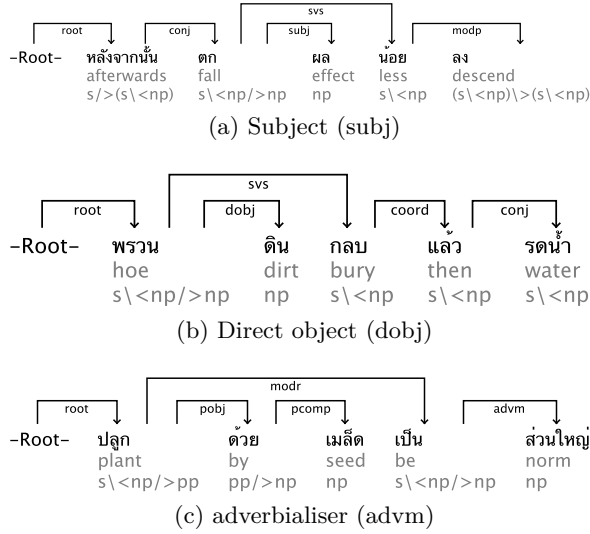 svs
root conj subj modp
–Root– หลังจากนั้น ตก ผล น้อย ลง
afterwards fall effect less descend
s/>(s\<np) s\<np/>np np s\<np (s\<np)\>(s\<np)
(a) Subject (subj)
svs
root dobj coord conj
–Root– พรวน ดิน กลบ แล้ว รดน้ำ
hoe dirt bury then water
s\<np/>np np s\<np s\<np s\<np
(b) Direct object (dobj)
modr
root pobj pcomp advm
–Root– ปลูก ด้วย เมล็ด เป็น ส่วนใหญ่
plant by seed be norm
s\<np/>pp pp/>np np s\<np/>np np
(c) adverbialiser (advm)